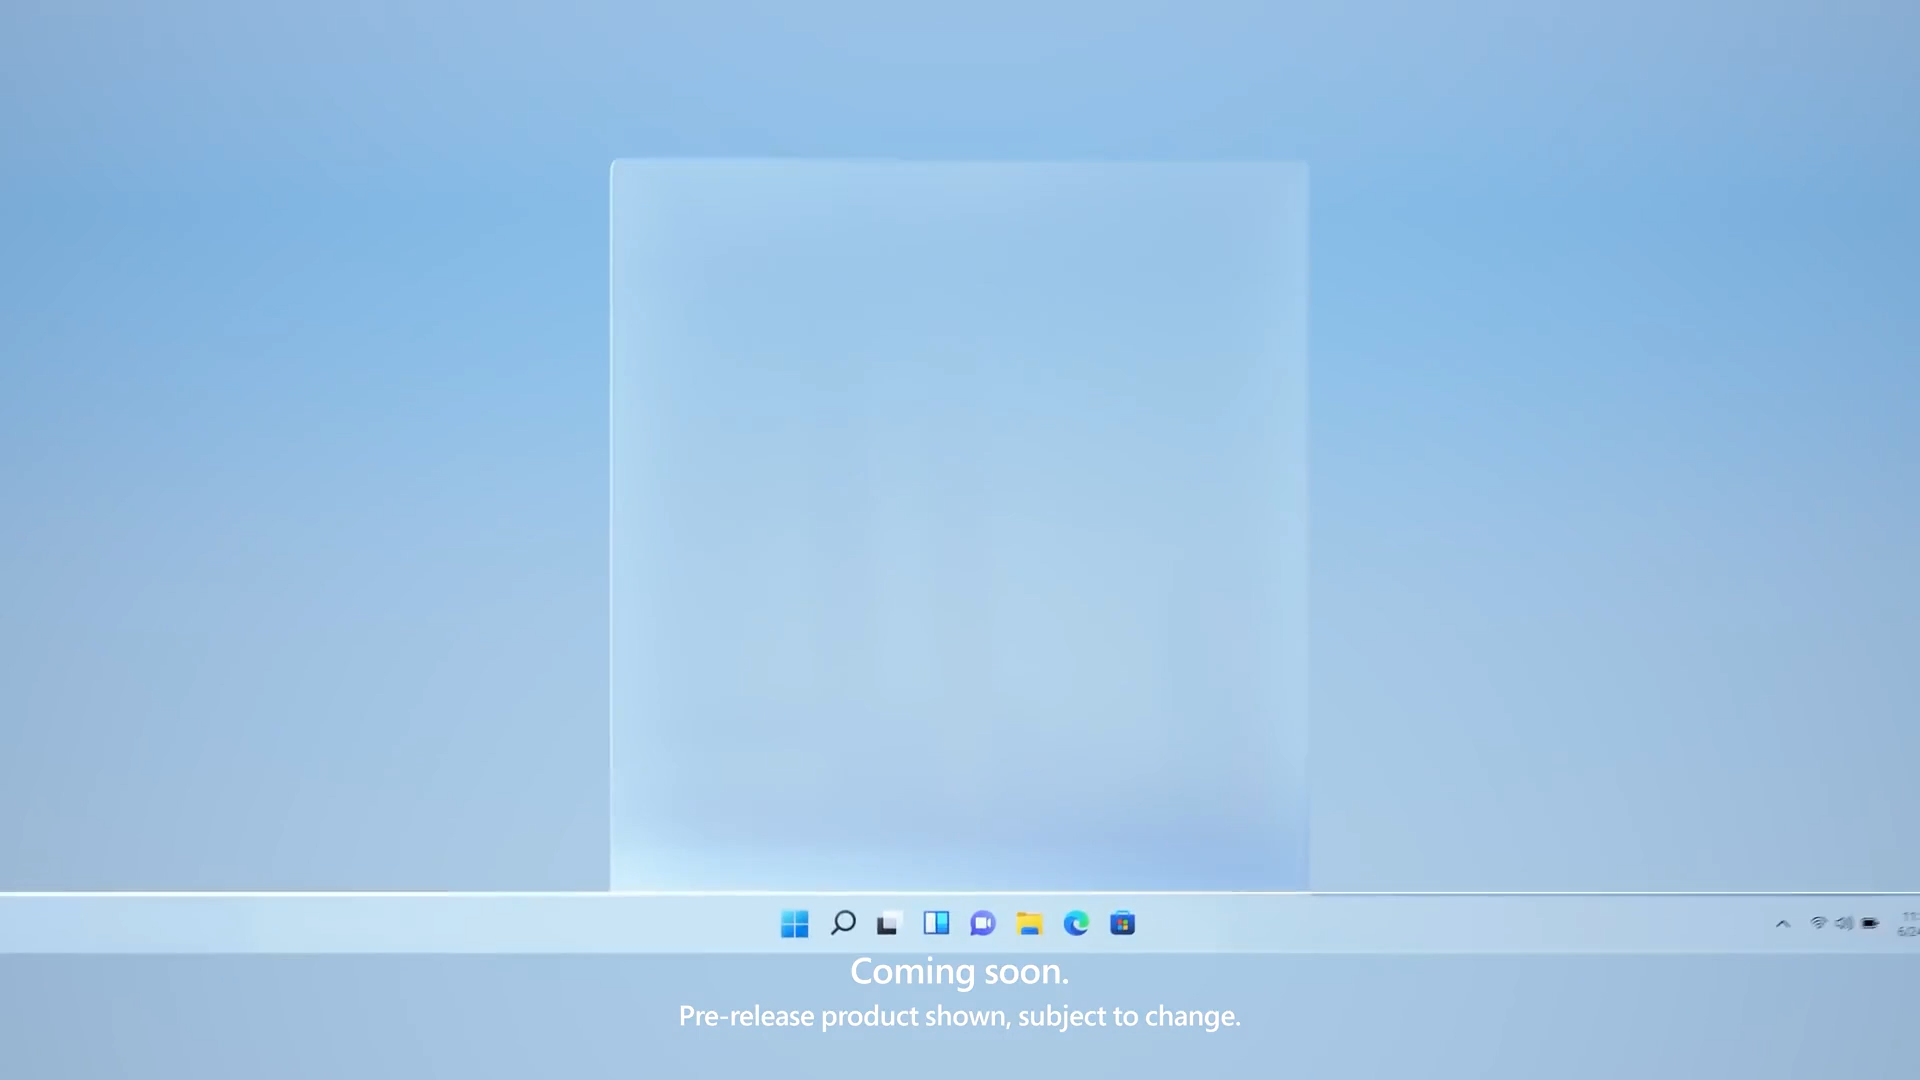 Coming soon.
Pre-release product shown, subject to change.